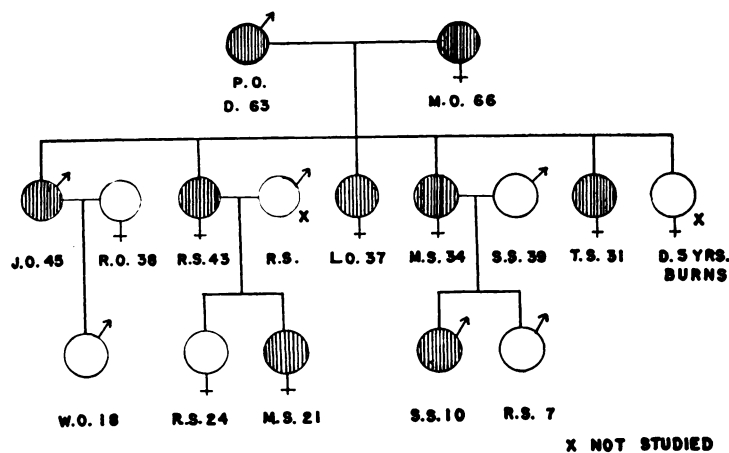 P.O.
D. 63
M.O. 66
X
X
J.O. 45 R.O. 38 R.S. 43 R.S. L.O. 37 M.S. 34 S.S. 39 T.S. 31 D. 5 YRS.
BURNS
W.O. 18 R.S. 24 M.S. 21 S.S. 10 R.S. 7
X NOT STUDIED